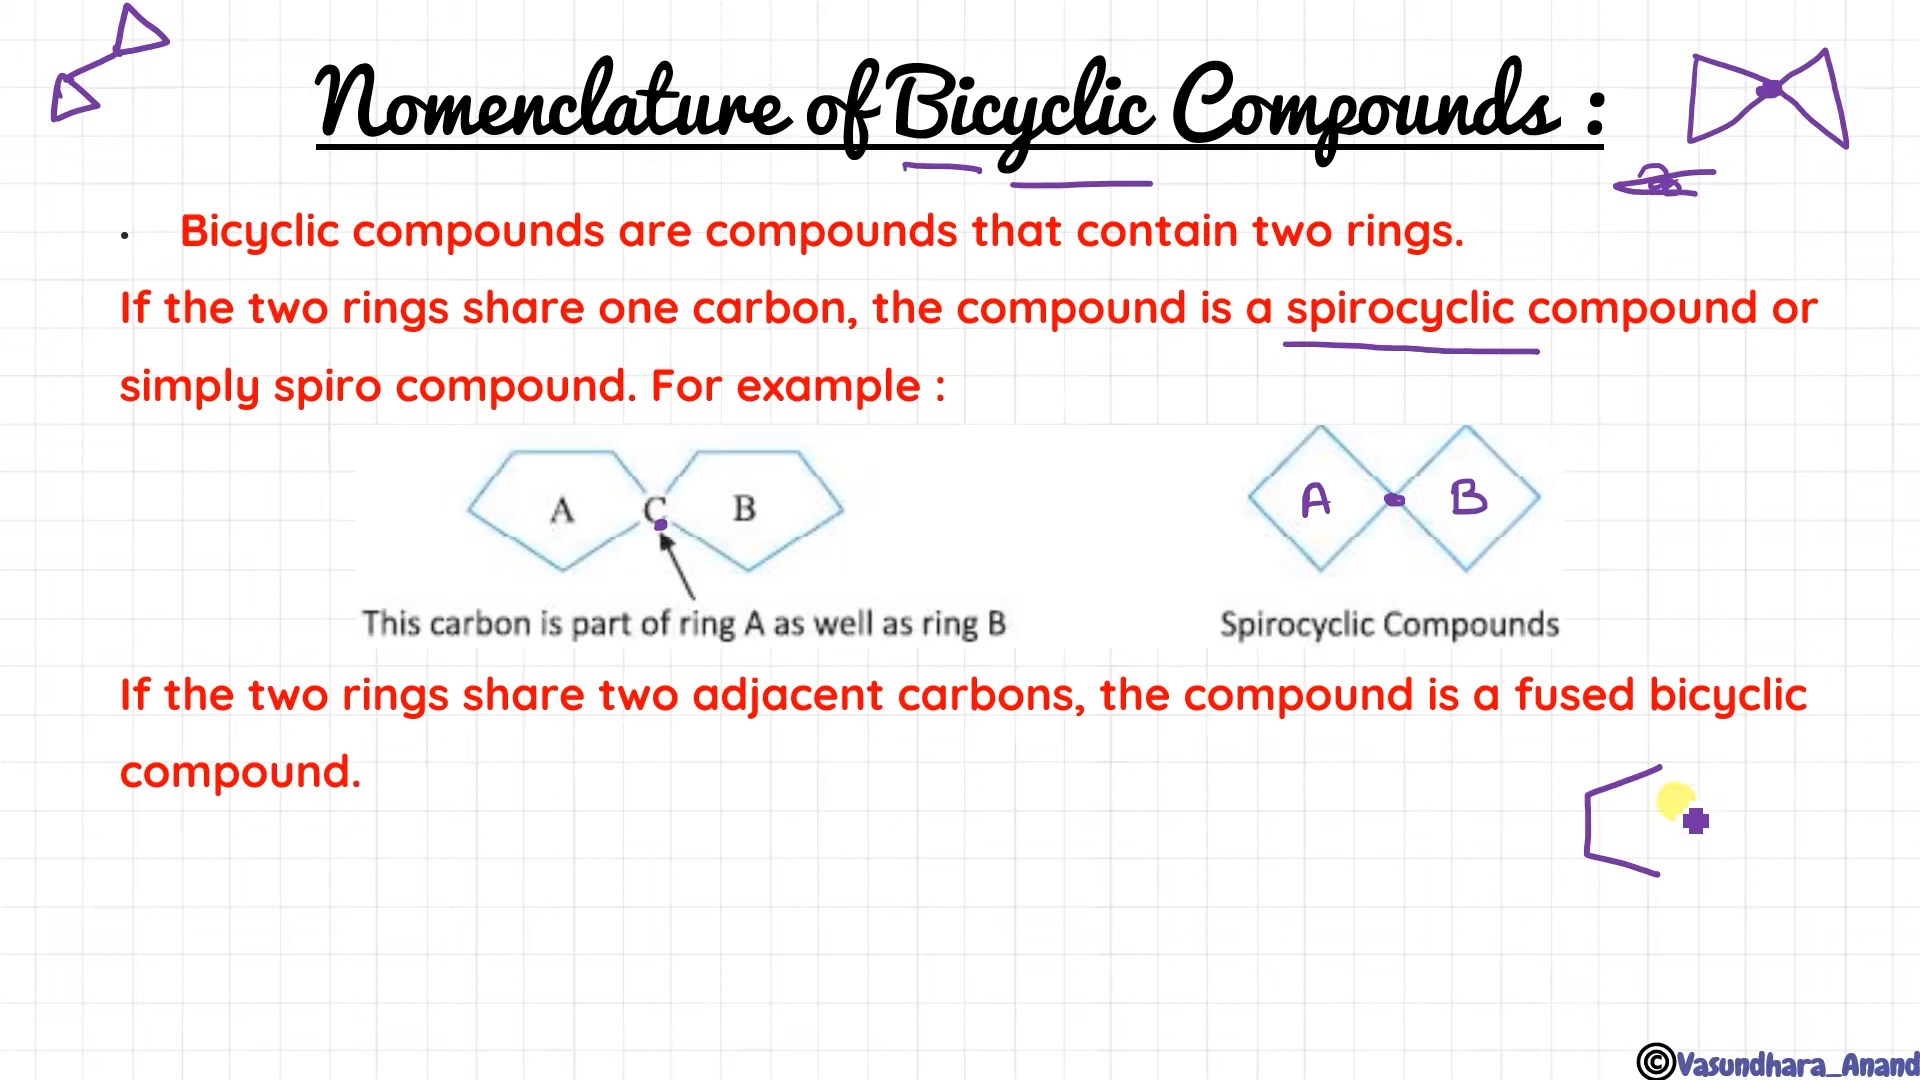 Nomenclature of Bicyclic Compounds :
• Bicyclic compounds are compounds that contain two rings.
If the two rings share one carbon, the compound is a spirocyclic compound or
simply spiro compound. For example :
A C B
A B
This carbon is part of ring A as well as ring B
Spirocyclic Compounds
If the two rings share two adjacent carbons, the compound is a fused bicyclic
compound.
©Vasundhara_Anand